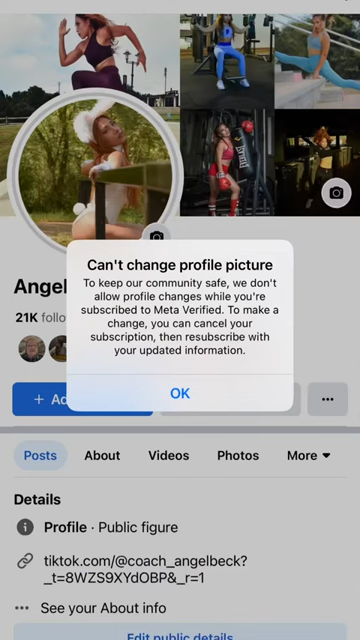 Can't change profile picture
To keep our community safe, we don't
allow profile changes while you're
subscribed to Meta Verified. To make a
change, you can cancel your
subscription, then resubscribe with
your updated information.
OK
Angel
21K follo
+ Ad
•••
Posts About Videos Photos More
Details
Profile · Public figure
tiktok.com/@coach_angelbeck?
_t=8WZS9XYdOBP&_r=1
••• See your About info
Edit public details